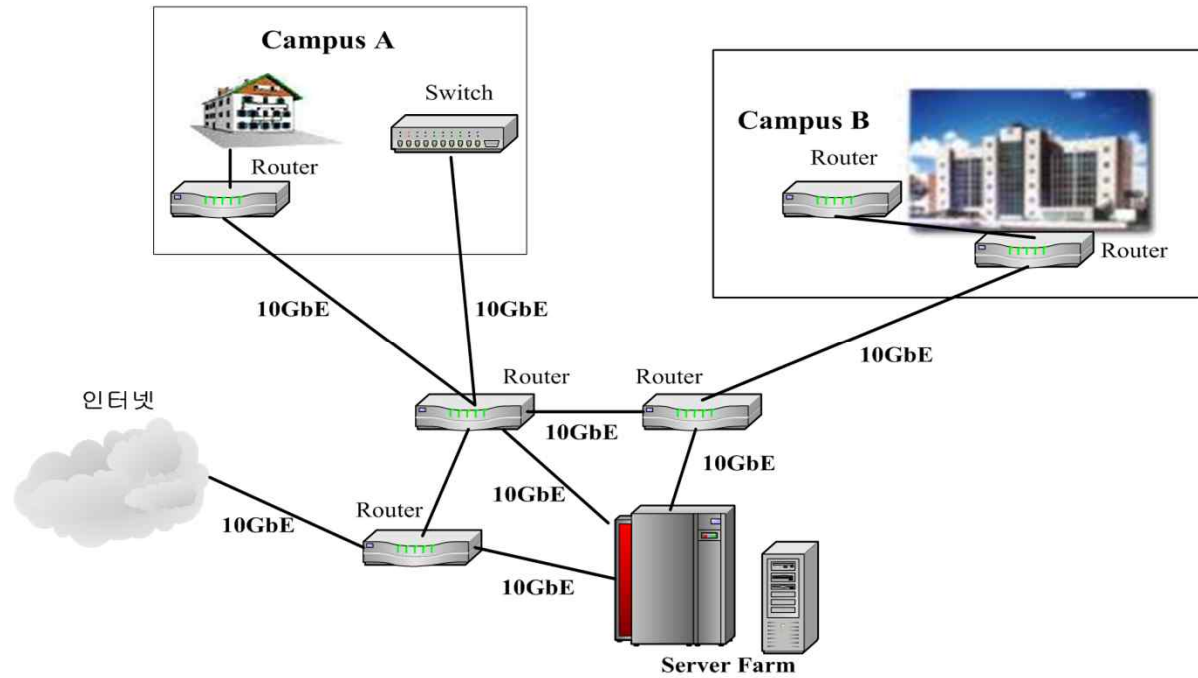 Campus A
Switch
Router
Campus B
Router
Router
10GbE
10GbE
10GbE
Router
Router
인터넷
10GbE
10GbE
10GbE
Router
10GbE
10GbE
Server Farm